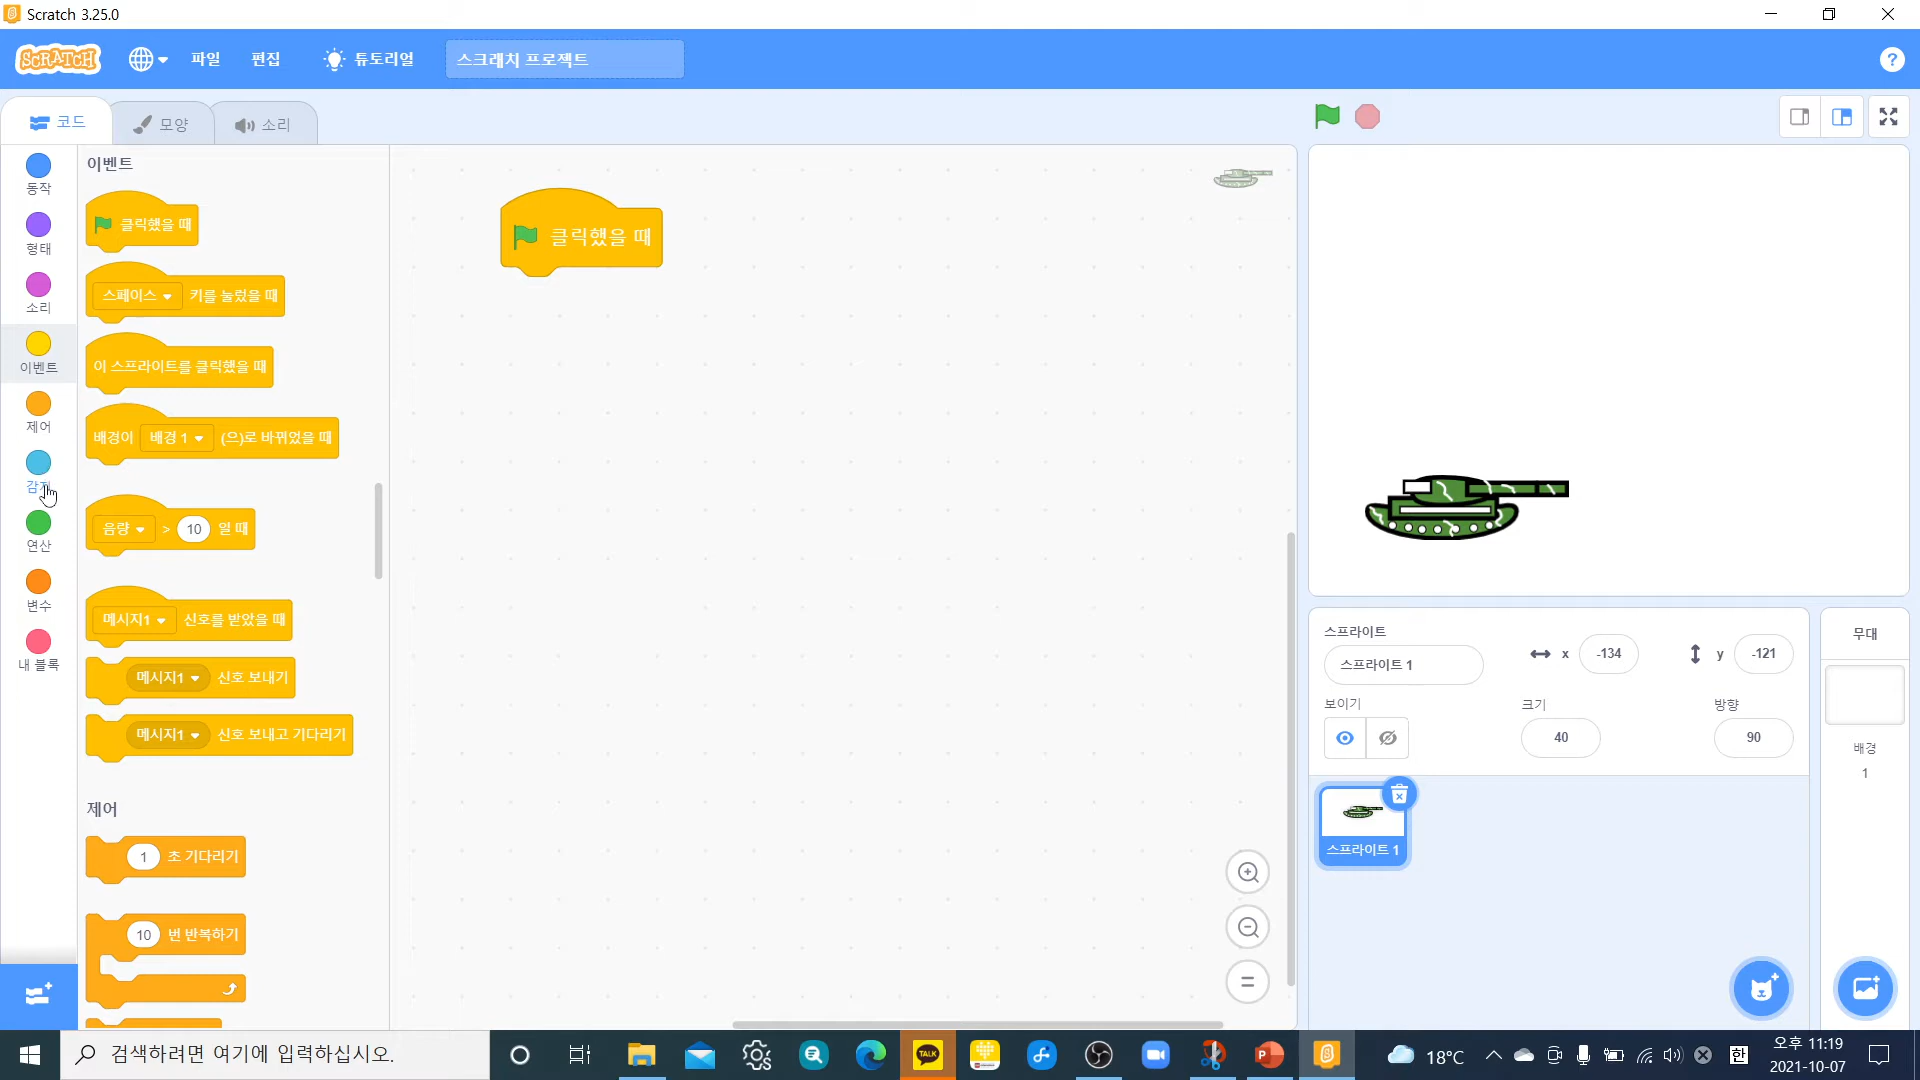 Scratch 3.25.0
SCRATCH
파일
편집
튜토리얼
스크래치 프로젝트
?
코드
모양
소리
동작
형태
소리
이벤트
제어
감지
연산
변수
내 블록
이벤트
클릭했을 때
스페이스 키를 눌렀을 때
이 스프라이트를 클릭했을 때
배경이 배경 1 (으)로 바뀌었을 때
음량 > 10 일 때
메시지1 신호를 받았을 때
메시지1 신호 보내기
메시지1 신호 보내고 기다리기
제어
1 초 기다리기
10 번 반복하기
클릭했을 때
스프라이트
스프라이트 1
x -134
y -121
보이기
크기
40
방향
90
스프라이트 1
무대
배경
1
검색하려면 여기에 입력하십시오.
TALK
18°C
한
오후 11:19
2021-10-07